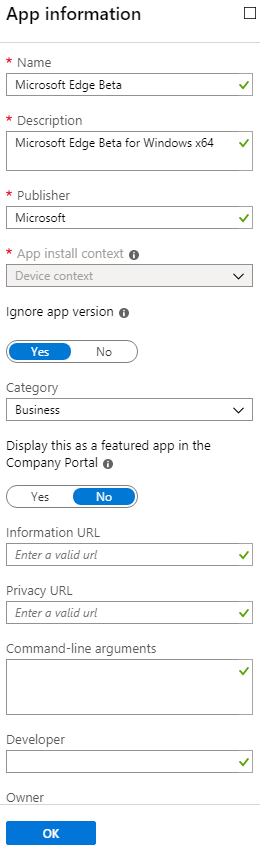 App information
* Name
Microsoft Edge Beta
* Description
Microsoft Edge Beta for Windows x64
* Publisher
Microsoft
* App install context
Device context
Ignore app version
Yes No
Category
Business
Display this as a featured app in the
Company Portal
Yes No
Information URL
Enter a valid url
Privacy URL
Enter a valid url
Command-line arguments
Developer
Owner
OK